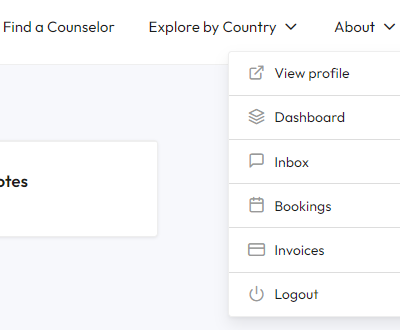 Find a Counselor Explore by Country About
View profile
Dashboard
Inbox
otes
Bookings
Invoices
Logout